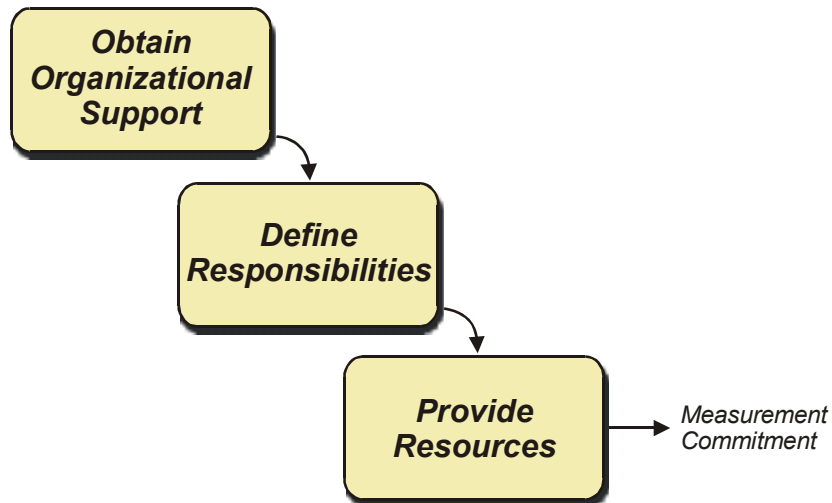 Obtain
Organizational
Support
Define
Responsibilities
Provide
Resources
Measurement
Commitment